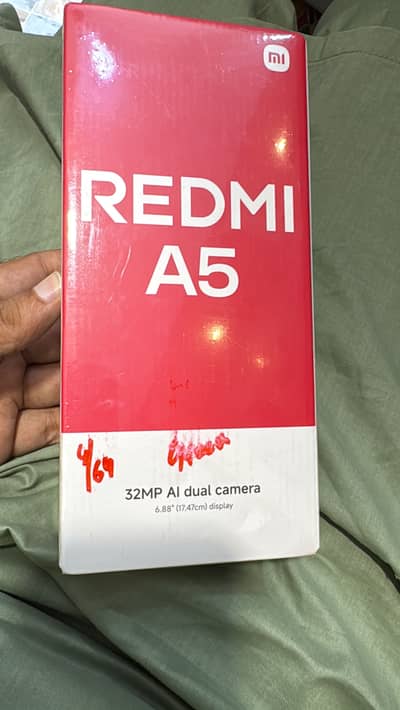 mi
REDMI
A5
4/64
32MP AI dual camera
6.88" (17.47cm) display